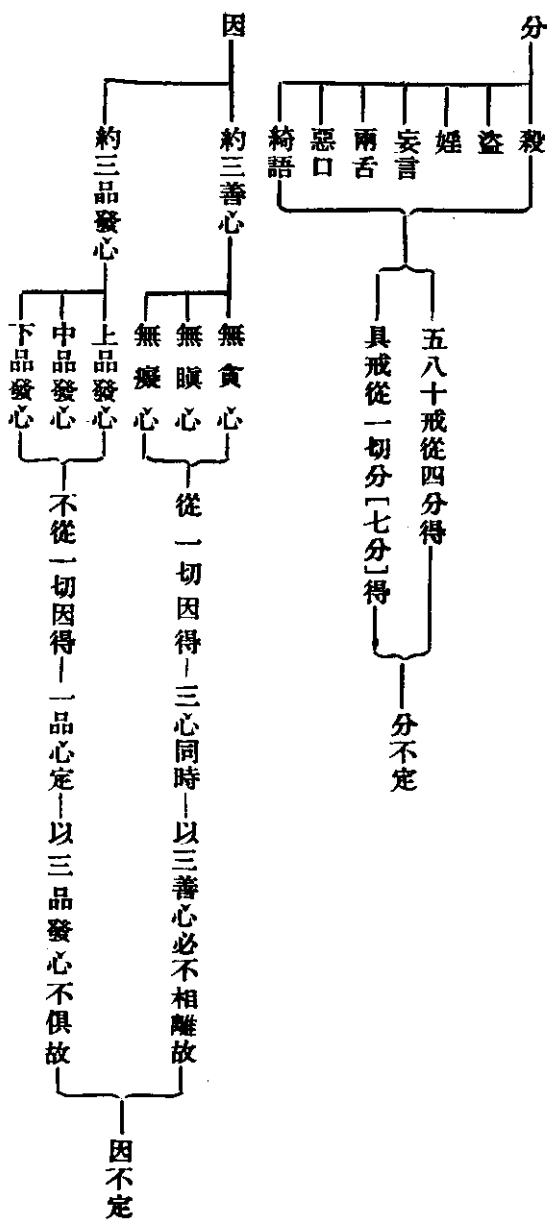 分
殺
盜
婬
妄言
兩舌
惡口
綺語
五八十戒從四分得
具戒從一切分[七分]得
分不定
因
約三善心
無貪心
無瞋心
無癡心
從一切因得—三心同時—以三善心必不相離故
約三品發心
上品發心
中品發心
下品發心
不從一切因得—一品心定—以三品發心不俱故
因不定